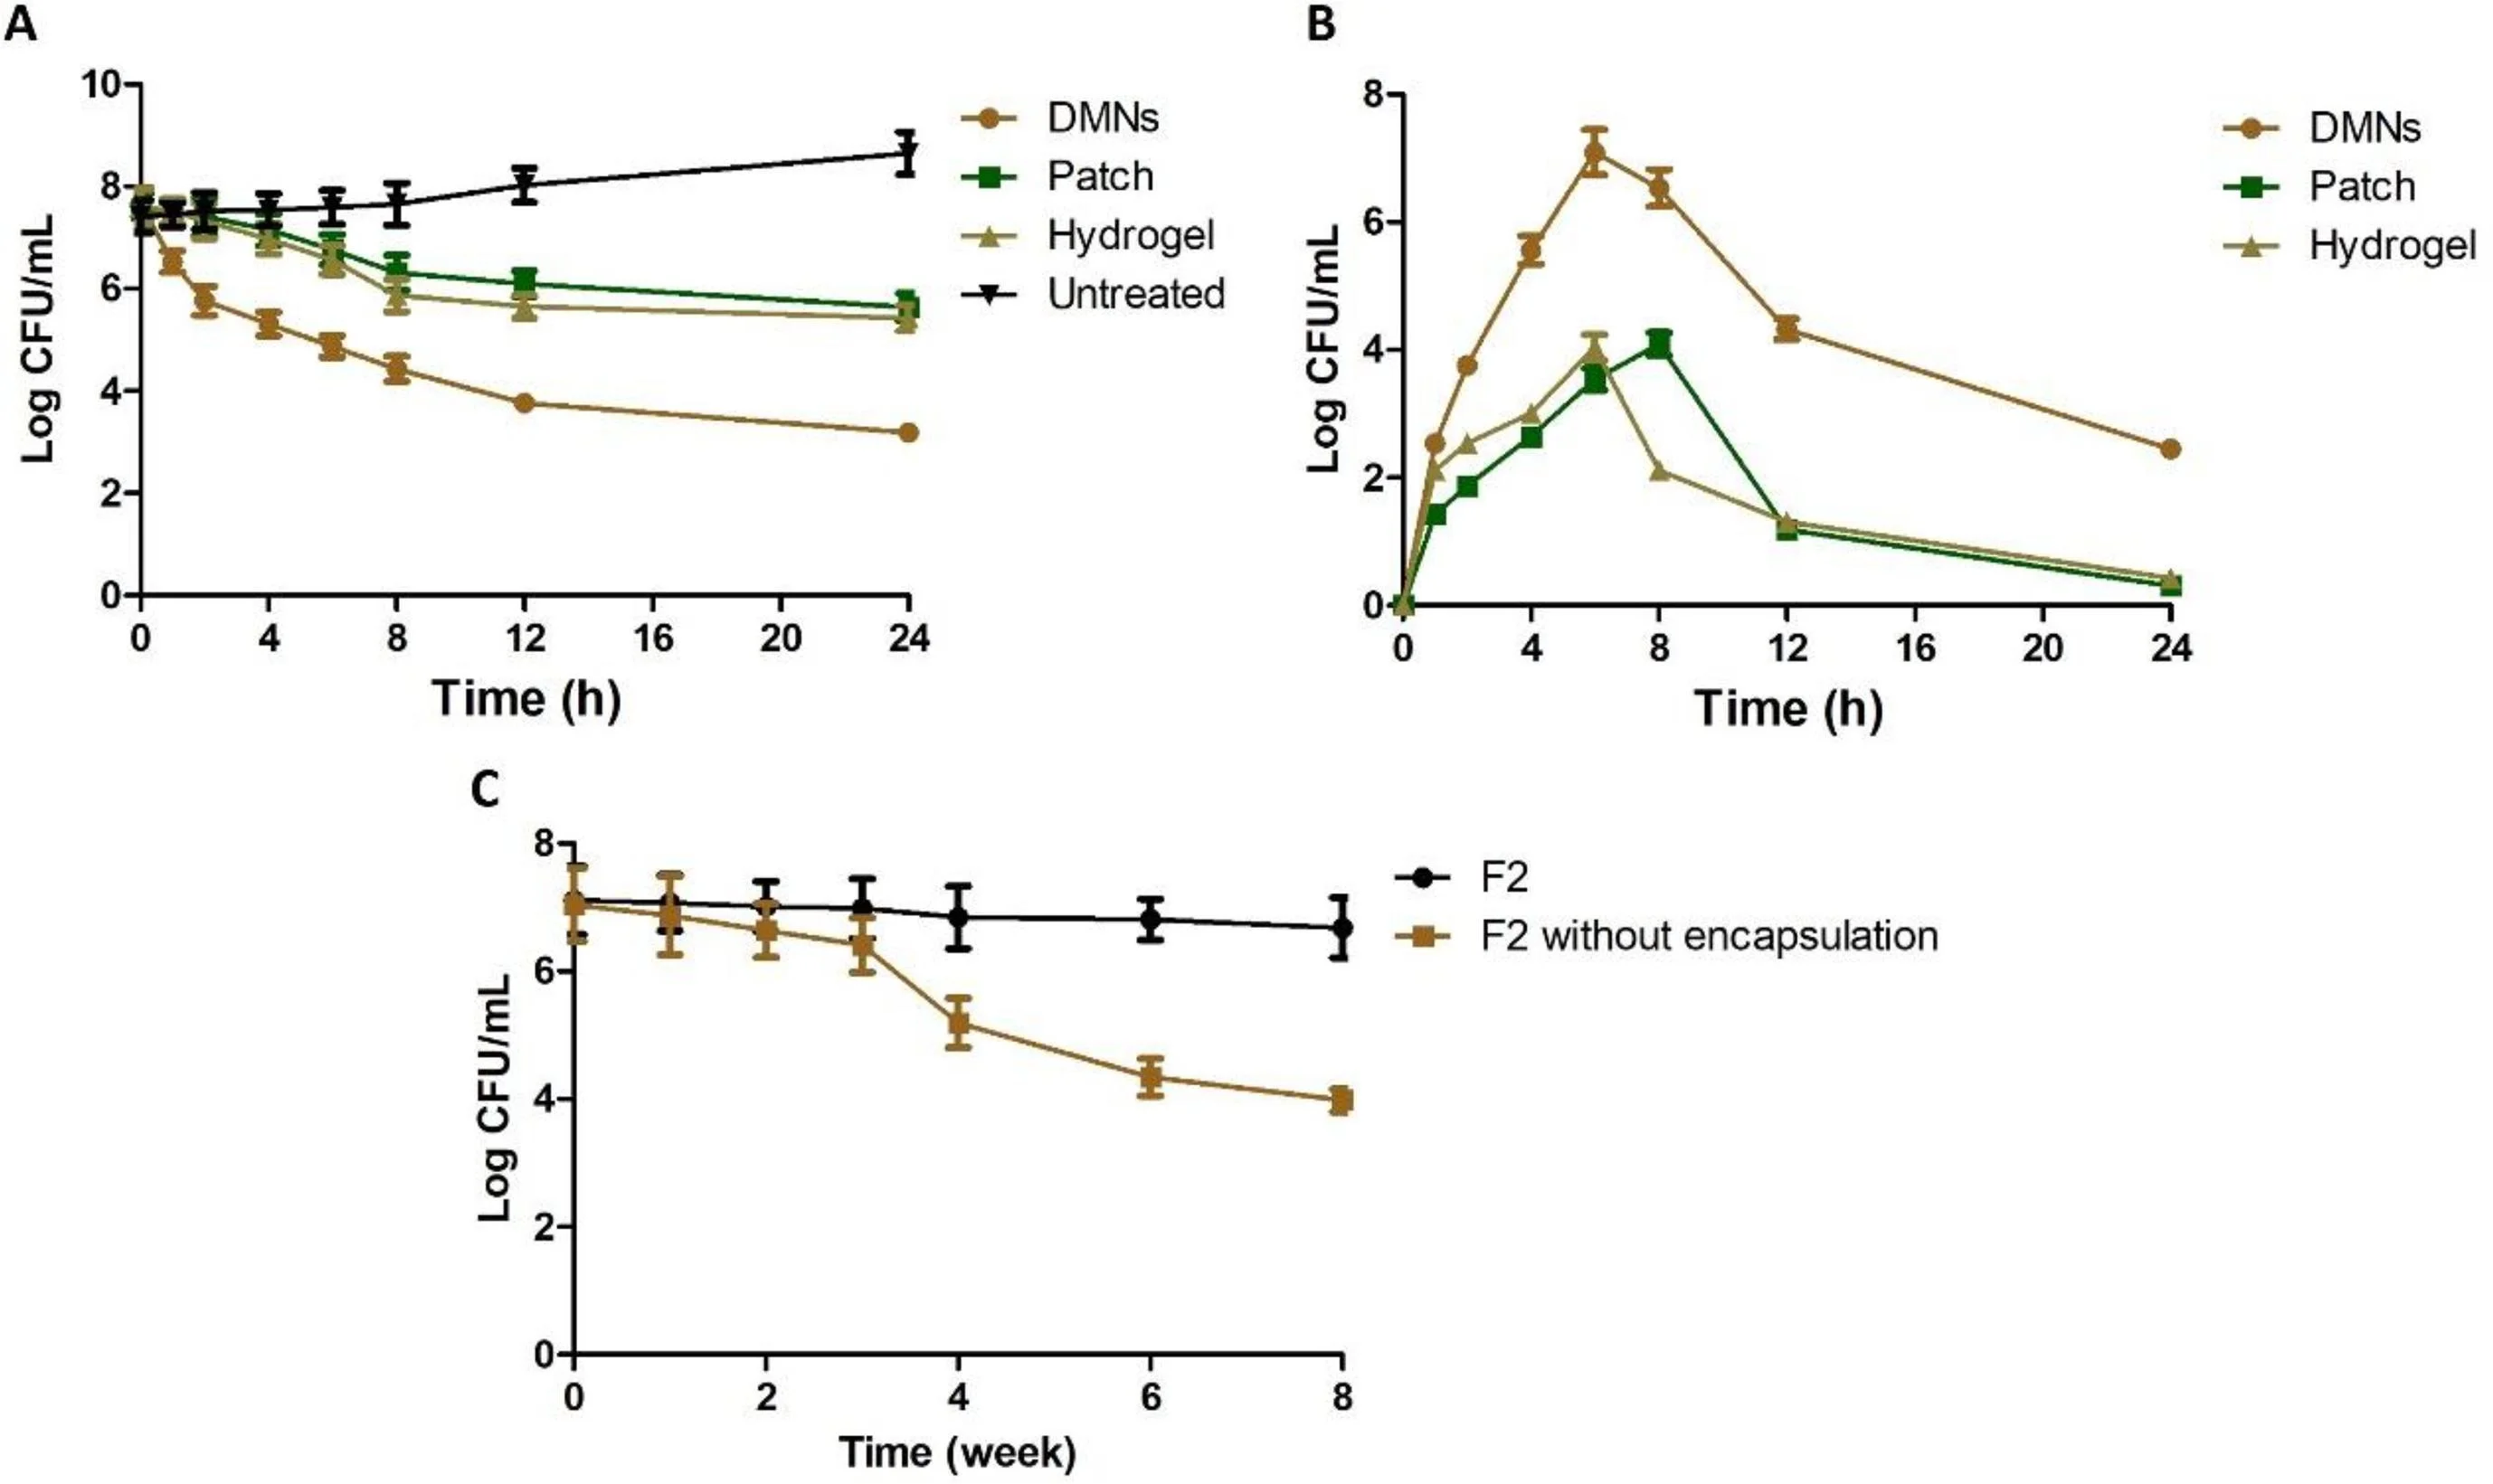 A
10
8
6
4
2
0
Log CFU/mL
0 4 8 12 16 20 24
Time (h)
DMNs
Patch
Hydrogel
Untreated
B
8
6
4
2
0
Log CFU/mL
0 4 8 12 16 20 24
Time (h)
DMNs
Patch
Hydrogel
C
8
6
4
2
0
Log CFU/mL
0 2 4 6 8
Time (week)
F2
F2 without encapsulation